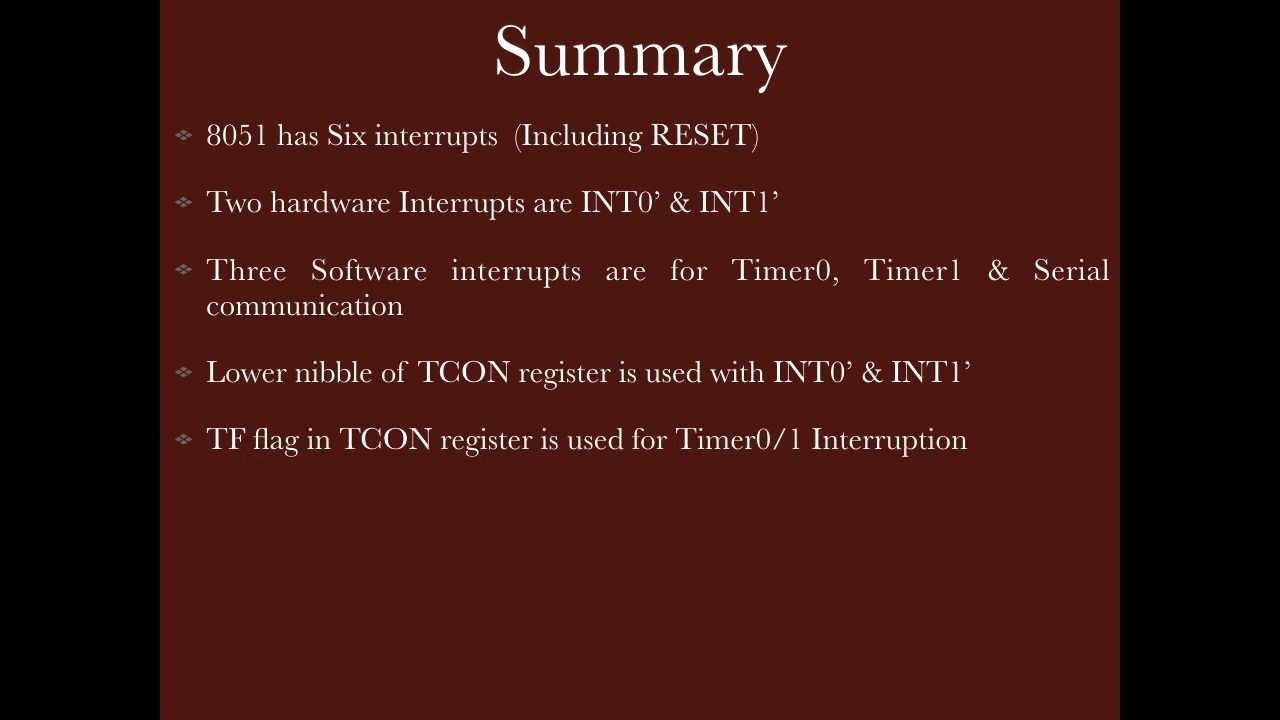 Summary
8051 has Six interrupts (Including RESET)
Two hardware Interrupts are INT0’ & INT1’
Three Software interrupts are for Timer0, Timer1 & Serial
communication
Lower nibble of TCON register is used with INT0’ & INT1’
TF flag in TCON register is used for Timer0/1 Interruption